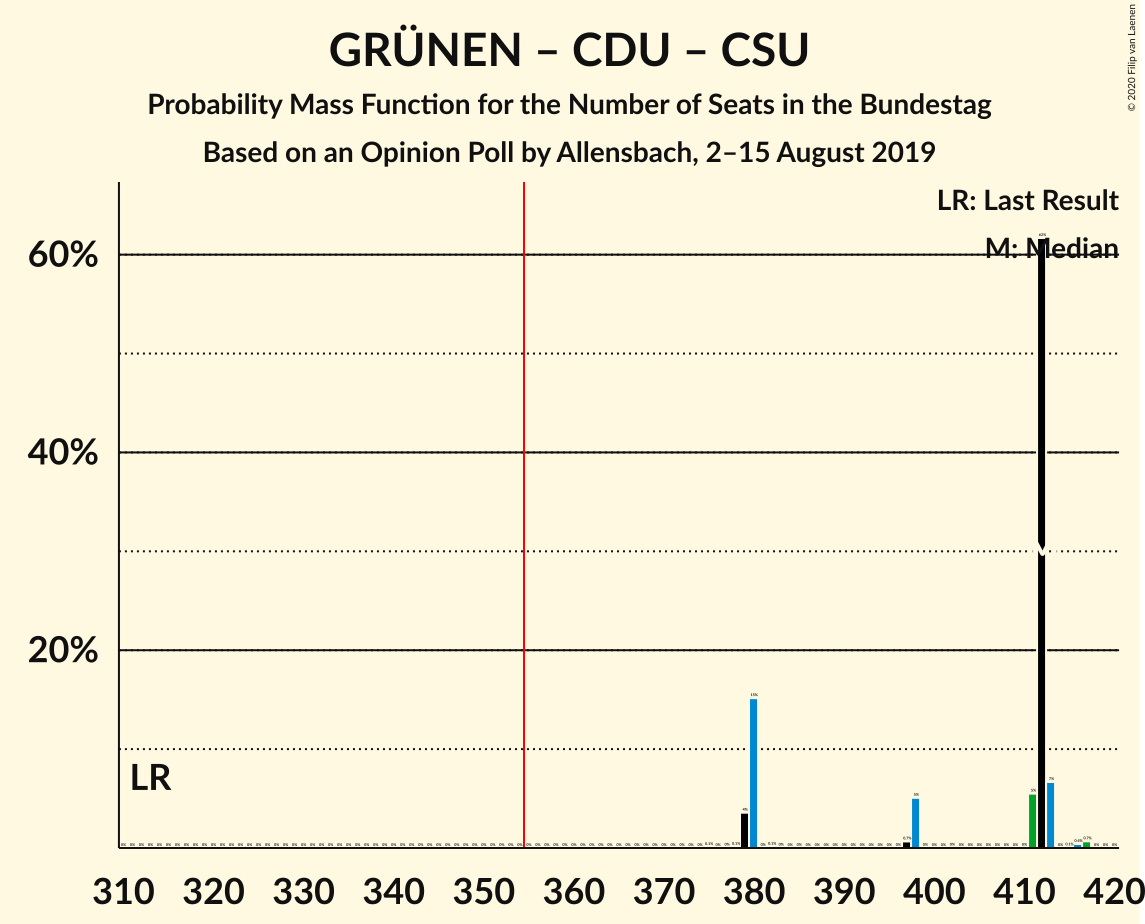 GRÜNEN – CDU – CSU
Probability Mass Function for the Number of Seats in the Bundestag
Based on an Opinion Poll by Allensbach, 2–15 August 2019
© 2020 Filip van Laenen
LR: Last Result
M: Median
60%
40%
20%
LR
310 320 330 340 350 360 370 380 390 400 410 420